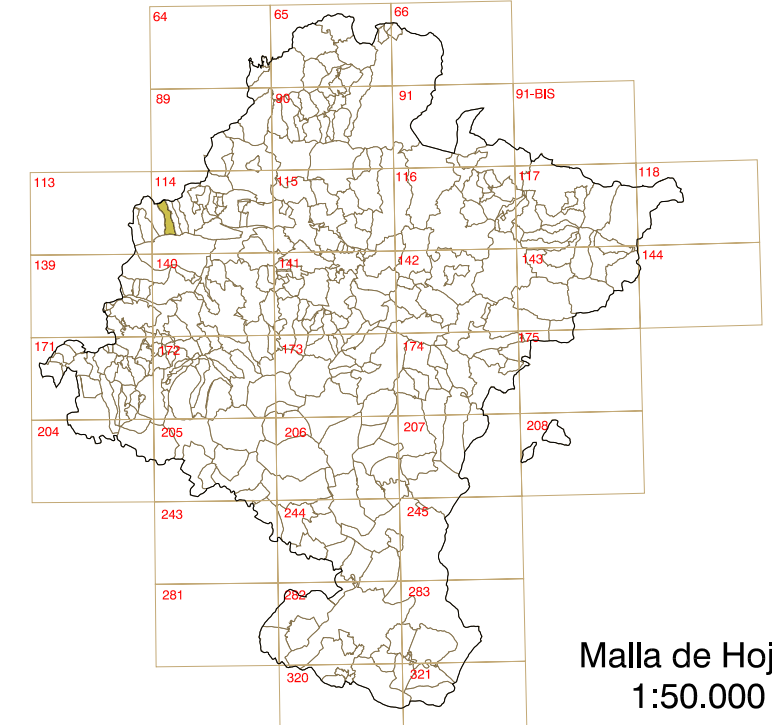 64 65 66
89 90 91 91-BIS
113 114 115 116 117 118
139 140 141 142 143 144
171 172 173 174 175
204 205 206 207 208
243 244 245
281 282 283
320 321
Malla de Hoj
1:50.000